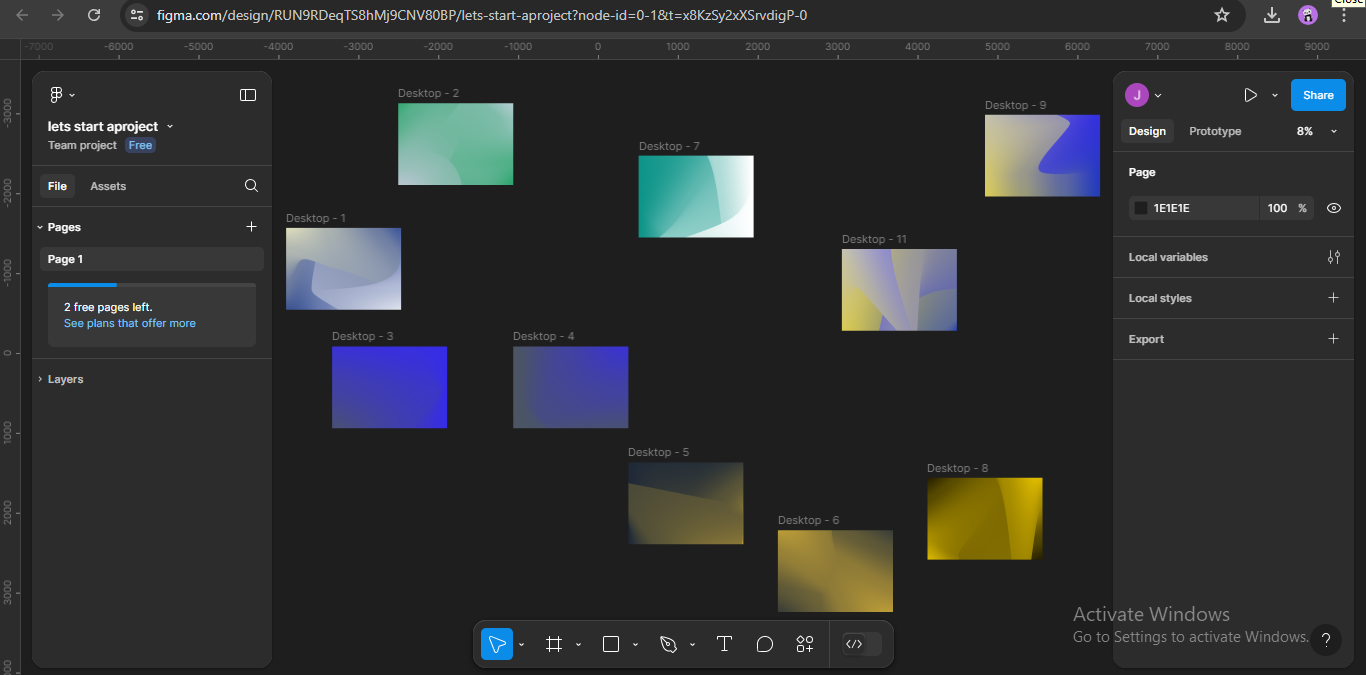 Close
figma.com/design/RUN9RDeqTS8hMj9CNV80BP/lets-start-aproject?node-id=0-1&t=x8KzSy2xXSrvdigP-0
-7000 -6000 -5000 -4000 -3000 -2000 -1000 0 1000 2000 3000 4000 5000 6000 7000 8000 9000
-3000
-2000
-1000
0
1000
2000
3000
lets start aproject
Team project Free
File Assets
Pages
Page 1
2 free pages left.
See plans that offer more
Layers
Desktop - 2
Desktop - 9
Desktop - 7
Desktop - 1
Desktop - 11
Desktop - 3
Desktop - 4
Desktop - 5
Desktop - 8
Desktop - 6
J
Share
Design Prototype 8%
Page
1E1E1E 100 %
Local variables
Local styles
Export
Activate Windows
Go to Settings to activate Windows.
?